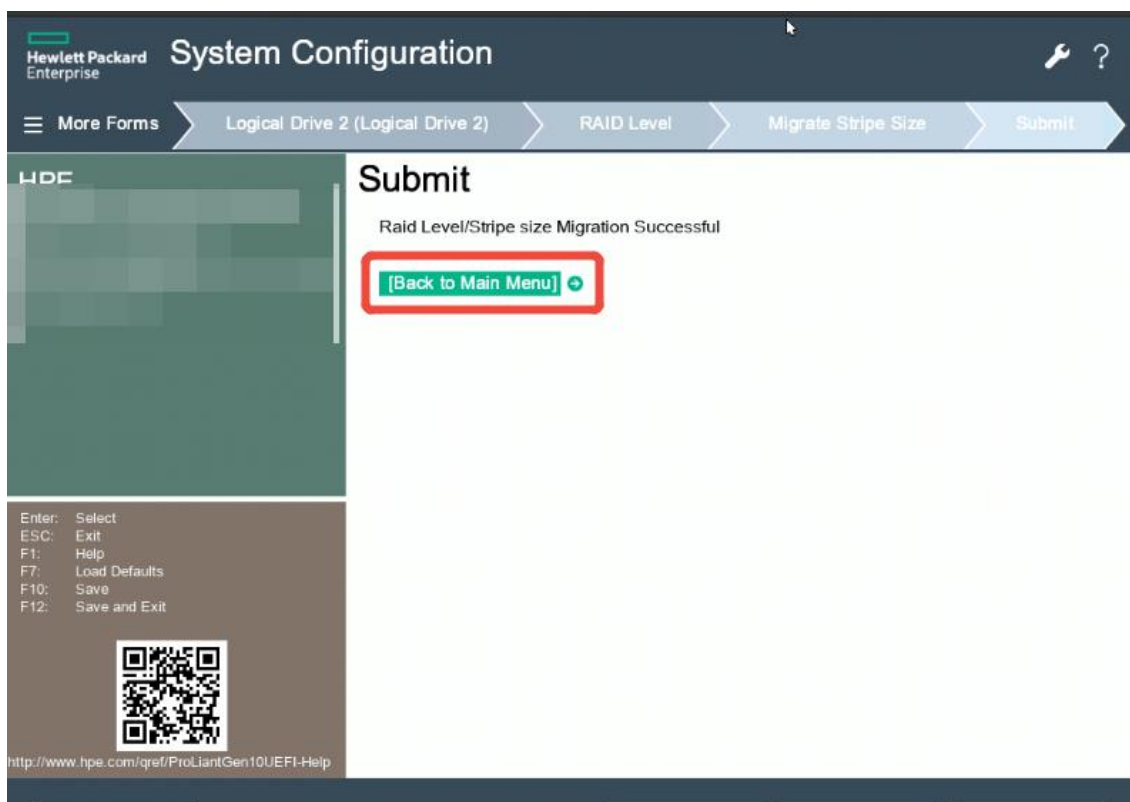 Hewlett Packard
Enterprise
System Configuration
?
More Forms
Logical Drive 2 (Logical Drive 2)
RAID Level
Migrate Stripe Size
Submit
HPE
Submit
Raid Level/Stripe size Migration Successful
[Back to Main Menu]
Enter: Select
ESC: Exit
F1: Help
F7: Load Defaults
F10: Save
F12: Save and Exit
http://www.hpe.com/qref/ProLiantGen10UEFI-Help